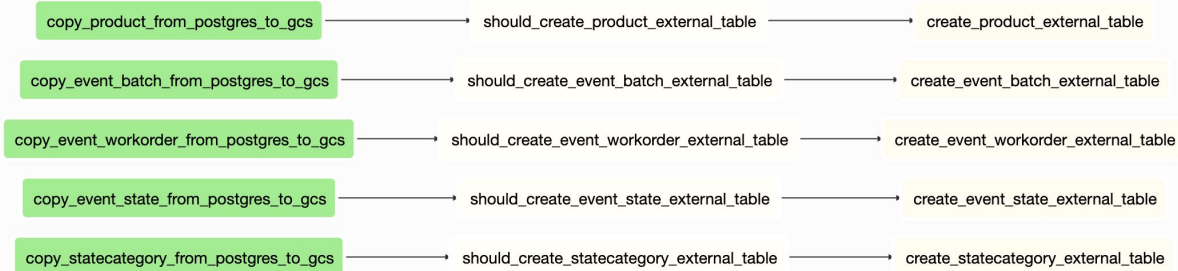 copy_product_from_postgres_to_gcs should_create_product_external_table create_product_external_table
copy_event_batch_from_postgres_to_gcs should_create_event_batch_external_table create_event_batch_external_table
copy_event_workorder_from_postgres_to_gcs should_create_event_workorder_external_table create_event_workorder_external_table
copy_event_state_from_postgres_to_gcs should_create_event_state_external_table create_event_state_external_table
copy_statecategory_from_postgres_to_gcs should_create_statecategory_external_table create_statecategory_external_table